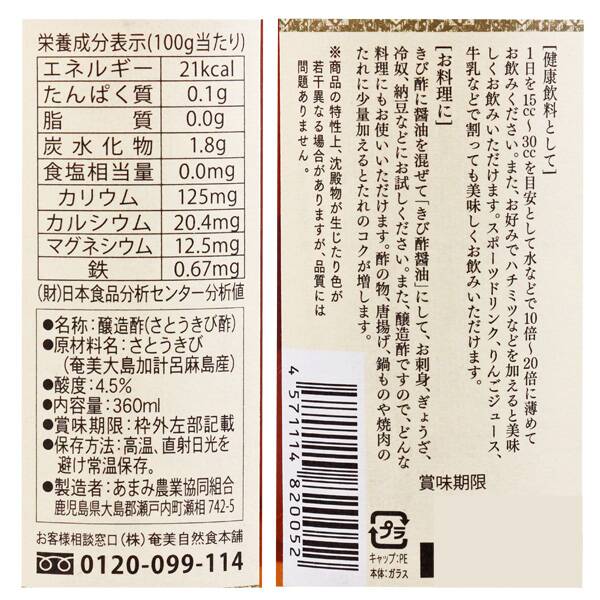 栄養成分表示(100g当たり)
エネルギー 21kcal
たんぱく質 0.1g
脂質 0.0g
炭水化物 1.8g
食塩相当量 0.0mg
カリウム 125mg
カルシウム 20.4mg
マグネシウム 12.5mg
鉄 0.67mg
(財)日本食品分析センター分析値
●名称:醸造酢(さとうきび酢)
●原材料名:さとうきび
(奄美大島加計呂麻島産)
●酸度:4.5%
●内容量:360ml
●賞味期限:枠外左部記載
●保存方法:高温、直射日光を
避け常温保存。
●製造者:あまみ農業協同組合
鹿児島県大島郡瀬戸内町瀬相742-5
お客様相談窓口(株)奄美自然食本舗
0120-099-114
[健康飲料として]
1日を15cc〜30ccを目安として水などで10倍〜20倍に薄めて
お飲みください。また、お好みでハチミツなどを加えると美味
しくお飲みいただけます。スポーツドリンク、りんごジュース、
牛乳などで割っても美味しくお飲みいただけます。
[お料理に]
きび酢に醤油を混ぜて「きび酢醤油」にして、お刺身、ぎょうざ、
冷奴、納豆などにお試しください。また、醸造酢ですので、どんな
料理にもお使いいただけます。酢の物、唐揚げ、鍋ものや焼肉の
たれに少量加えるとたれのコクが増します。
※商品の特性上、沈殿物が生じたり色が
若干異なる場合がありますが、品質には
問題ありません。
4571114820052
賞味期限
プラ
キャップ:PE
本体:ガラス